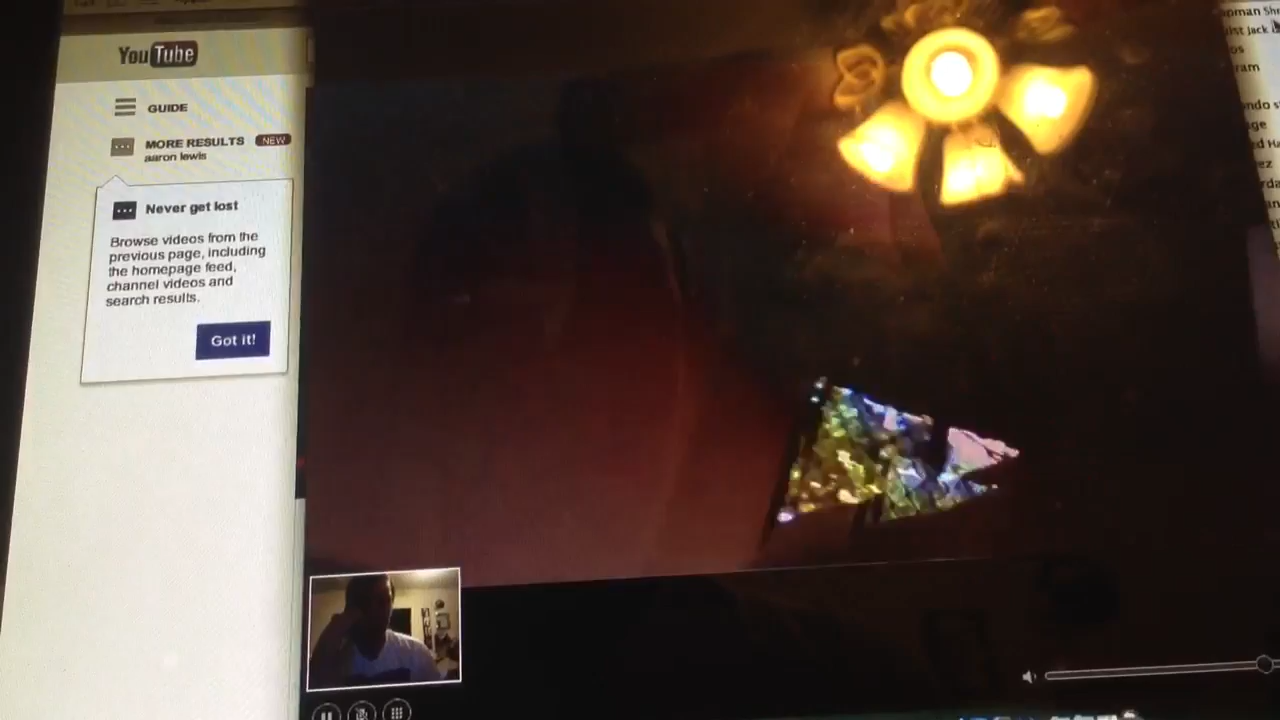 YouTube
GUIDE
MORE RESULTS NEW
aaron lewis
Never get lost
Browse videos from the
previous page, including
the homepage feed,
channel videos and
search results.
Got it!